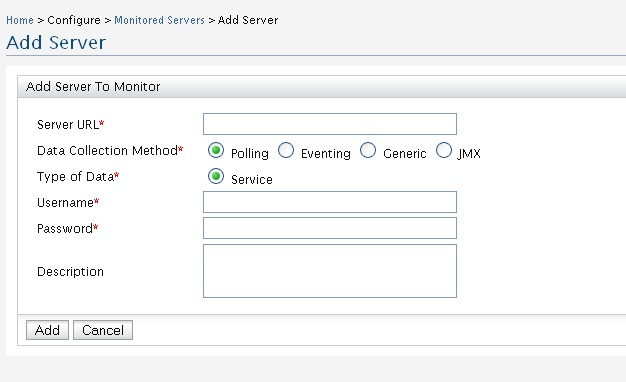 Home > Configure > Monitored Servers > Add Server
Add Server
Add Server To Monitor
Server URL*
Data Collection Method* Polling Eventing Generic JMX
Type of Data* Service
Username*
Password*
Description
Add Cancel